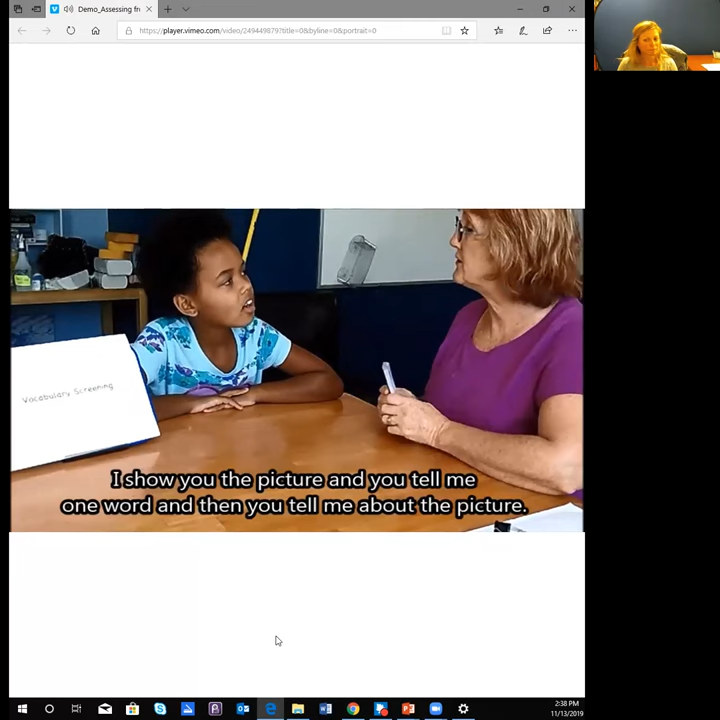 Demo_Assessing fr
https://player.vimeo.com/video/249449879?title=0&byline=0&portrait=0
Vocabulary Screening
I show you the picture and you tell me
one word and then you tell me about the picture.
2:38 PM
11/13/2019